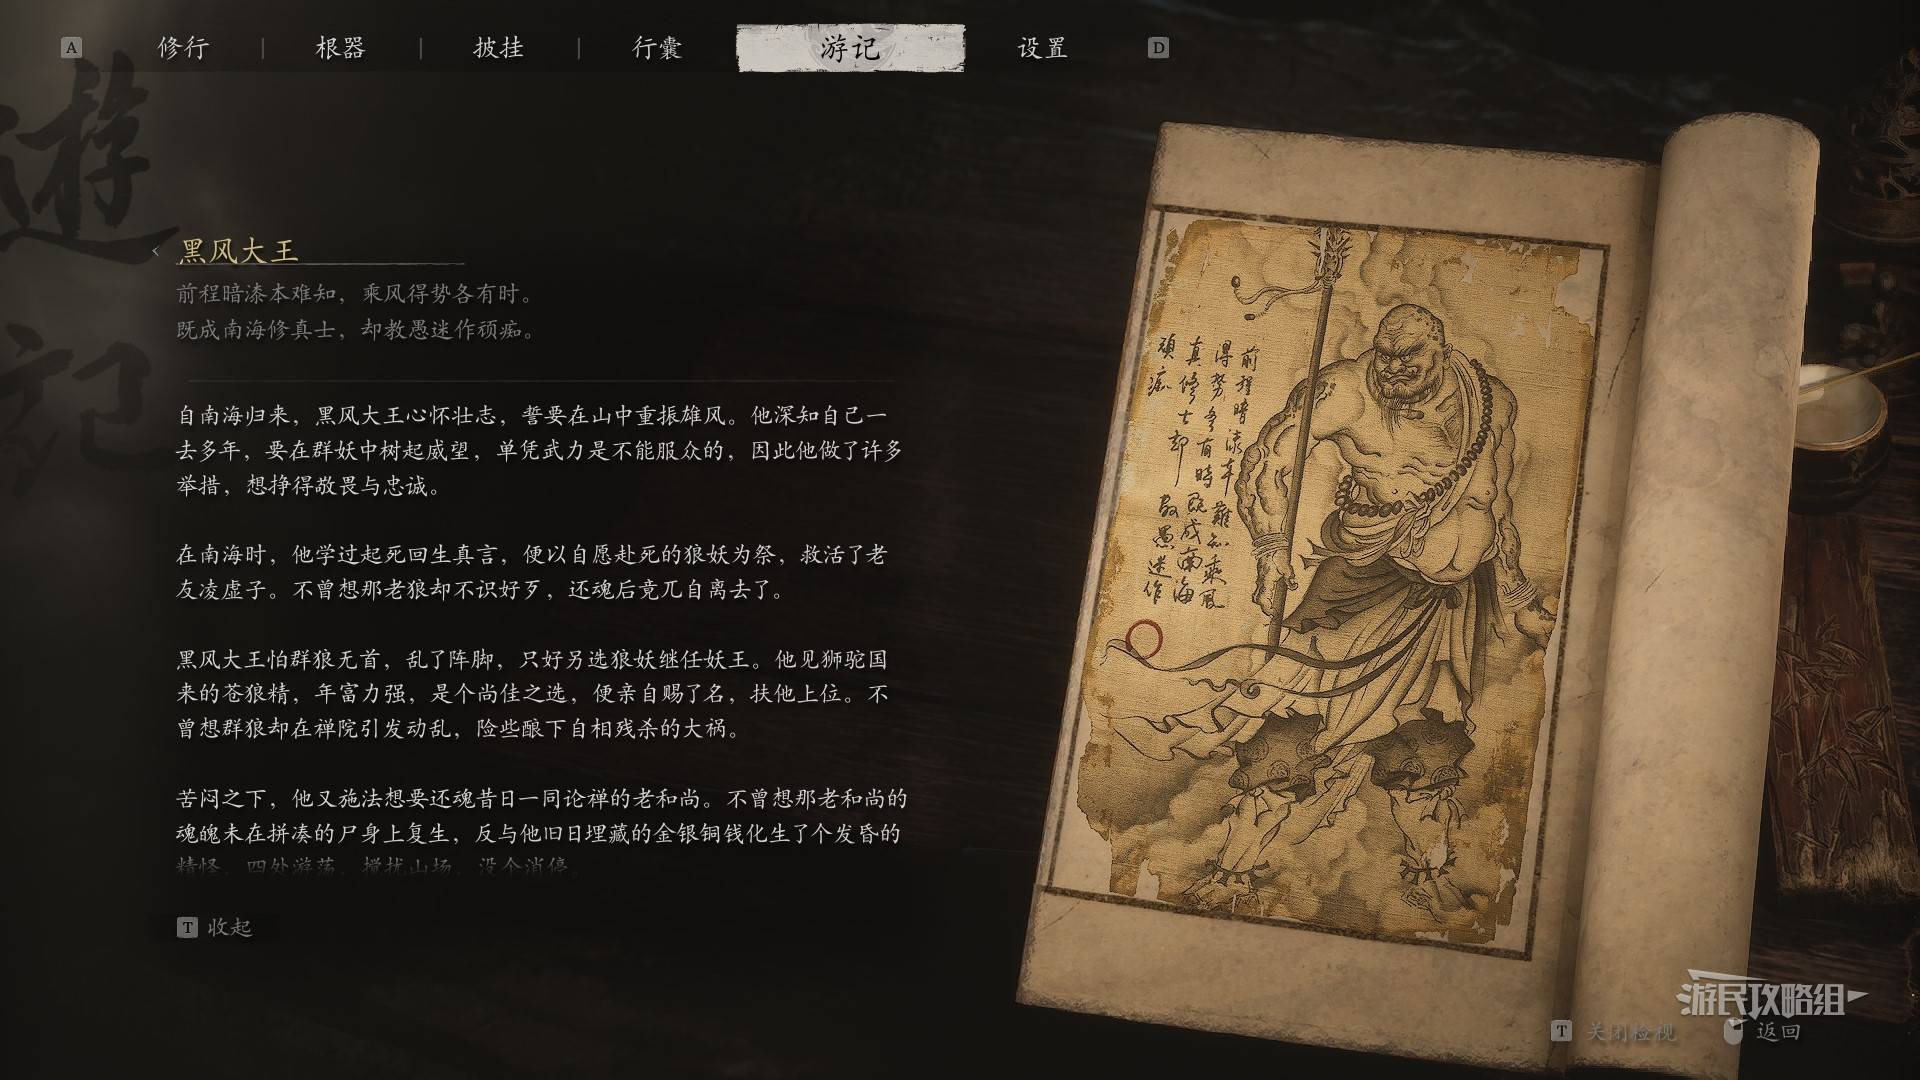 A 修行 | 根器 | 披挂 | 行囊 游记 设置 D
遊記
黑风大王
前程暗漆本难知，乘风得势各有时。
既成南海修真士，却教愚迷作顽痴。
自南海归来，黑风大王心怀壮志，誓要在山中重振雄风。他深知自己一
去多年，要在群妖中树起威望，单凭武力是不能服众的，因此他做了许多
举措，想挣得敬畏与忠诚。
在南海时，他学过起死回生真言，便以自愿赴死的狼妖为祭，救活了老
友凌虚子。不曾想那老狼却不识好歹，还魂后竟兀自离去了。
黑风大王怕群狼无首，乱了阵脚，只好另选狼妖继任妖王。他见狮驼国
来的苍狼精，年富力强，是个尚佳之选，便亲自赐了名，扶他上位。不
曾想群狼却在禅院引发动乱，险些酿下自相残杀的大祸。
苦闷之下，他又施法想要还魂昔日一同论禅的老和尚。不曾想那老和尚的
魂魄未在拼凑的尸身上复生，反与他旧日埋藏的金银铜钱化生了个发昏的
精怪，四处游荡，搅扰山场，没个消停。
T 收起
前程暗漆本難知乘風
得勢各有時既成南海
真修士卻教愚迷作
頑痴
游民攻略组
T 关闭检视 返回